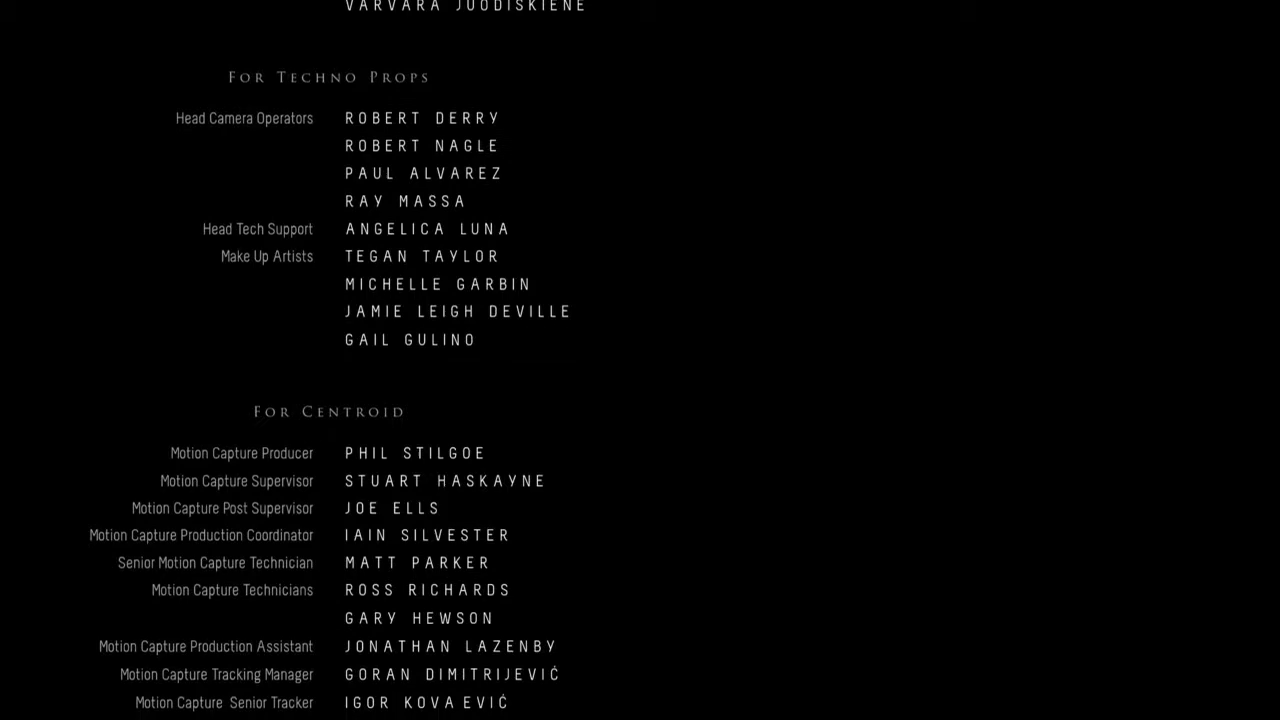 VARVARA JUODISKIENE
FOR TECHNO PROPS
Head Camera Operators ROBERT DERRY
ROBERT NAGLE
PAUL ALVAREZ
RAY MASSA
Head Tech Support ANGELICA LUNA
Make Up Artists TEGAN TAYLOR
MICHELLE GARBIN
JAMIE LEIGH DEVILLE
GAIL GULINO
FOR CENTROID
Motion Capture Producer PHIL STILGOE
Motion Capture Supervisor STUART HASKAYNE
Motion Capture Post Supervisor JOE ELLS
Motion Capture Production Coordinator IAIN SILVESTER
Senior Motion Capture Technician MATT PARKER
Motion Capture Technicians ROSS RICHARDS
GARY HEWSON
Motion Capture Production Assistant JONATHAN LAZENBY
Motion Capture Tracking Manager GORAN DIMITRIJEVIĆ
Motion Capture Senior Tracker IGOR KOVA EVIĆ